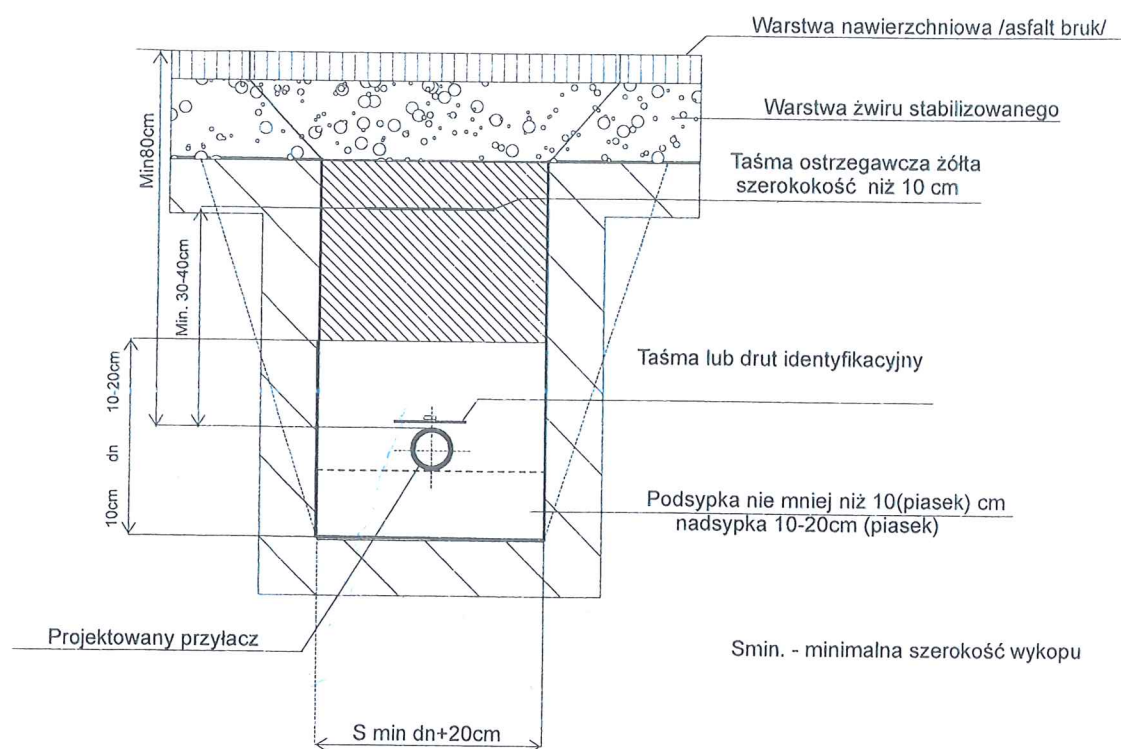 Warstwa nawierzchniowa /asfalt bruk/
Warstwa żwiru stabilizowanego
Taśma ostrzegawcza żółta
szerokokość niż 10 cm
Min80cm
Min. 30-40cm
10-20cm
dn
10cm
Taśma lub drut identyfikacyjny
Podsypka nie mniej niż 10(piasek) cm
nadsypka 10-20cm (piasek)
Projektowany przyłacz
Smin. - minimalna szerokość wykopu
S min dn+20cm